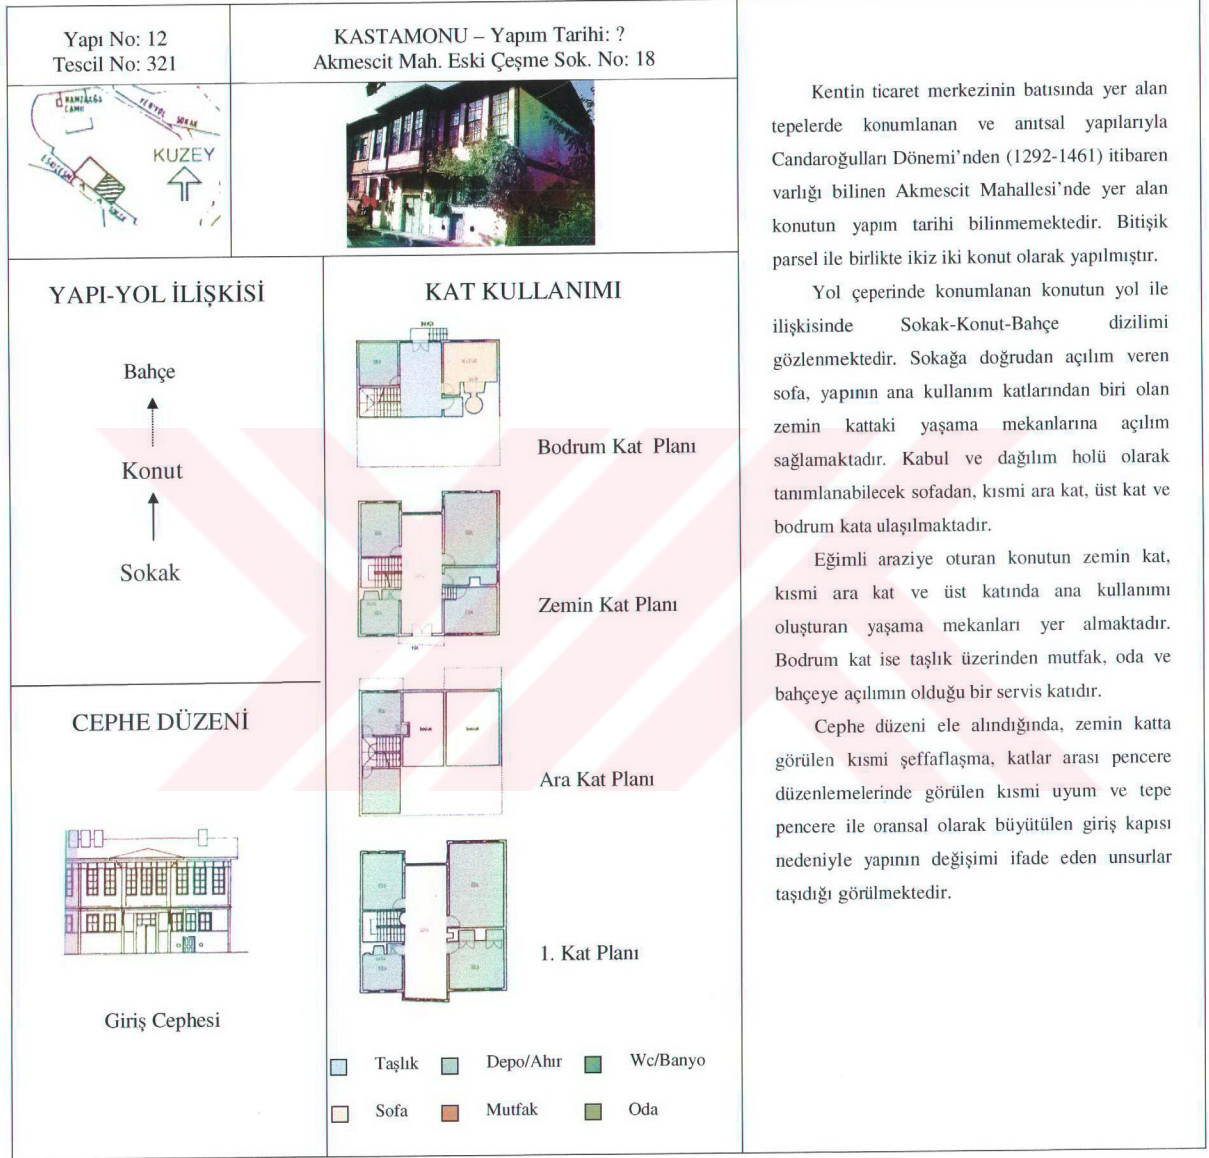 Yapı No: 12
Tescil No: 321
KASTAMONU – Yapım Tarihi: ?
Akmescit Mah. Eski Çeşme Sok. No: 18
SOKAK
KUZEY
YAPI-YOL İLİŞKİSİ
Bahçe
Konut
Sokak
CEPHE DÜZENİ
Giriş Cephesi
KAT KULLANIMI
Bodrum Kat Planı
Zemin Kat Planı
Ara Kat Planı
1. Kat Planı
Taşlık
Depo/Ahır
Wc/Banyo
Sofa
Mutfak
Oda
Kentin ticaret merkezinin batısında yer alan
tepelerde konumlanan ve anıtsal yapılarıyla
Candaroğulları Dönemi’nden (1292-1461) itibaren
varlığı bilinen Akmescit Mahallesi’nde yer alan
konutun yapım tarihi bilinmemektedir. Bitişik
parsel ile birlikte ikiz iki konut olarak yapılmıştır.
Yol çeperinde konumlanan konutun yol ile
ilişkisinde Sokak-Konut-Bahçe dizilimi
gözlenmektedir. Sokağa doğrudan açılım veren
sofa, yapının ana kullanım katlarından biri olan
zemin kattaki yaşama mekanlarına açılım
sağlamaktadır. Kabul ve dağılım holü olarak
tanımlanabilecek sofadan, kısmi ara kat, üst kat ve
bodrum kata ulaşılmaktadır.
Eğimli araziye oturan konutun zemin kat,
kısmi ara kat ve üst katında ana kullanımı
oluşturan yaşama mekanları yer almaktadır.
Bodrum kat ise taşlık üzerinden mutfak, oda ve
bahçeye açılımın olduğu bir servis katıdır.
Cephe düzeni ele alındığında, zemin katta
görülen kısmi şeffaflaşma, katlar arası pencere
düzenlemelerinde görülen kısmi uyum ve tepe
pencere ile oransal olarak büyütülen giriş kapısı
nedeniyle yapının değişimi ifade eden unsurlar
taşıdığı görülmektedir.